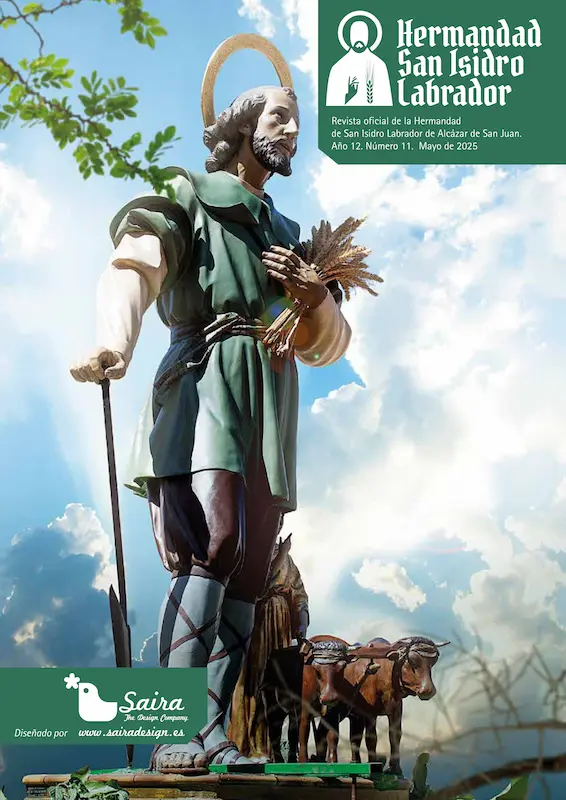 Hermandad
San Isidro
Labrador
Revista oficial de la Hermandad
de San Isidro Labrador de Alcázar de San Juan.
Año 12. Número 11. Mayo de 2025
Saira
The Design Company
Diseñado por www.sairadesign.es